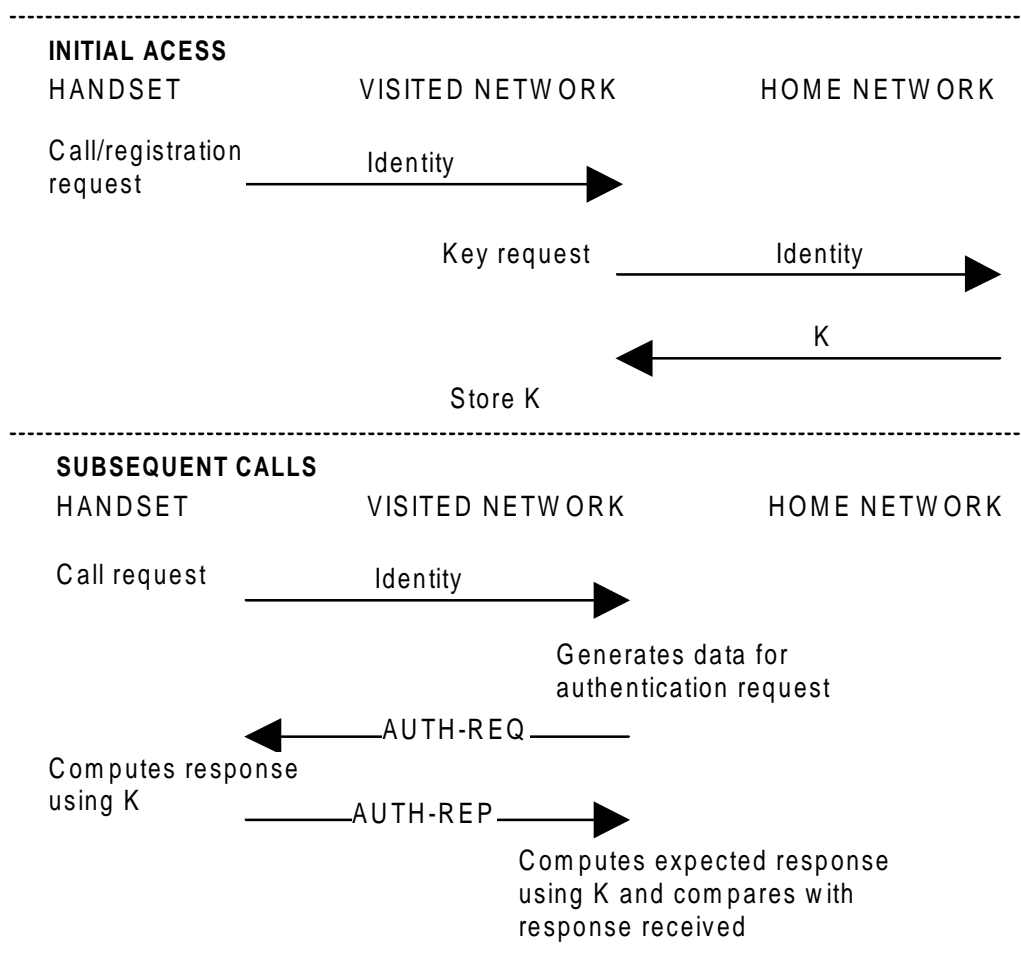 INITIAL ACESS
HANDSET VISITED NETWORK HOME NETWORK
Call/registration
request
Identity
Key request Identity
K
Store K
SUBSEQUENT CALLS
HANDSET VISITED NETWORK HOME NETWORK
Call request Identity
Generates data for
authentication request
AUTH-REQ
Computes response
using K
AUTH-REP
Computes expected response
using K and compares with
response received